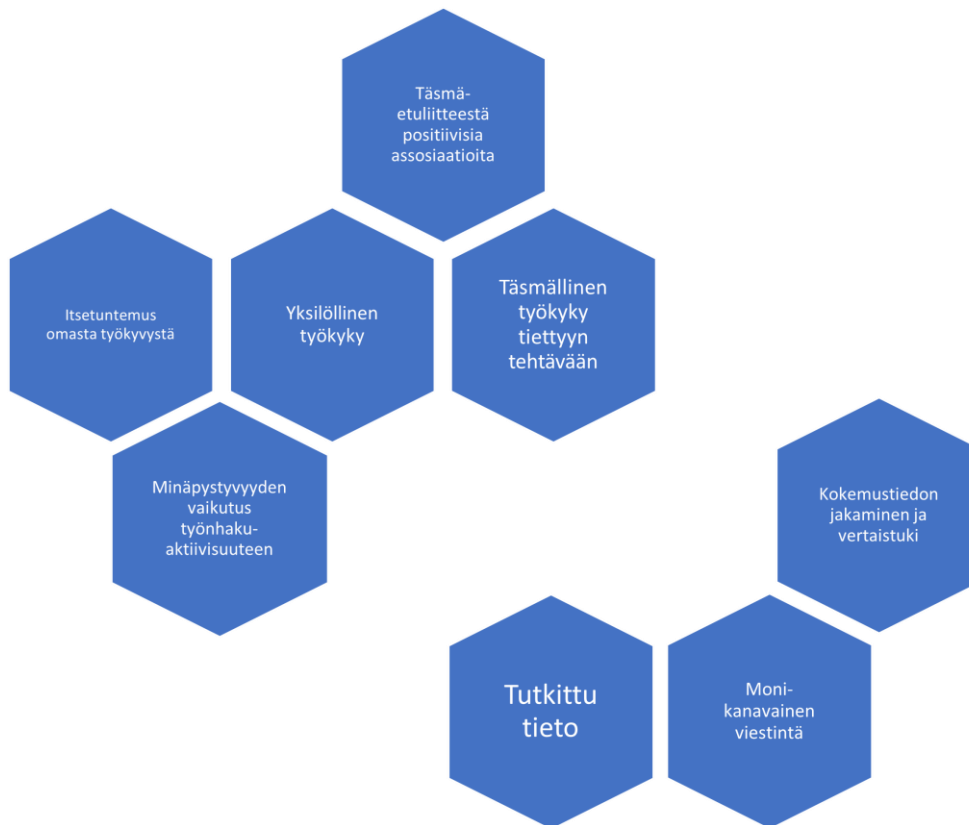 Täsmä-
etuliitteestä
positiivisia
assosiaatioita
Itsetuntemus
omasta työkyvystä
Yksilöllinen
työkyky
Täsmällinen
työkyky
tiettyyn
tehtävään
Minäpystyvyyden
vaikutus
työnhaku-
aktiivisuuteen
Kokemustiedon
jakaminen ja
vertaistuki
Tutkittu
tieto
Moni-
kanavainen
viestintä